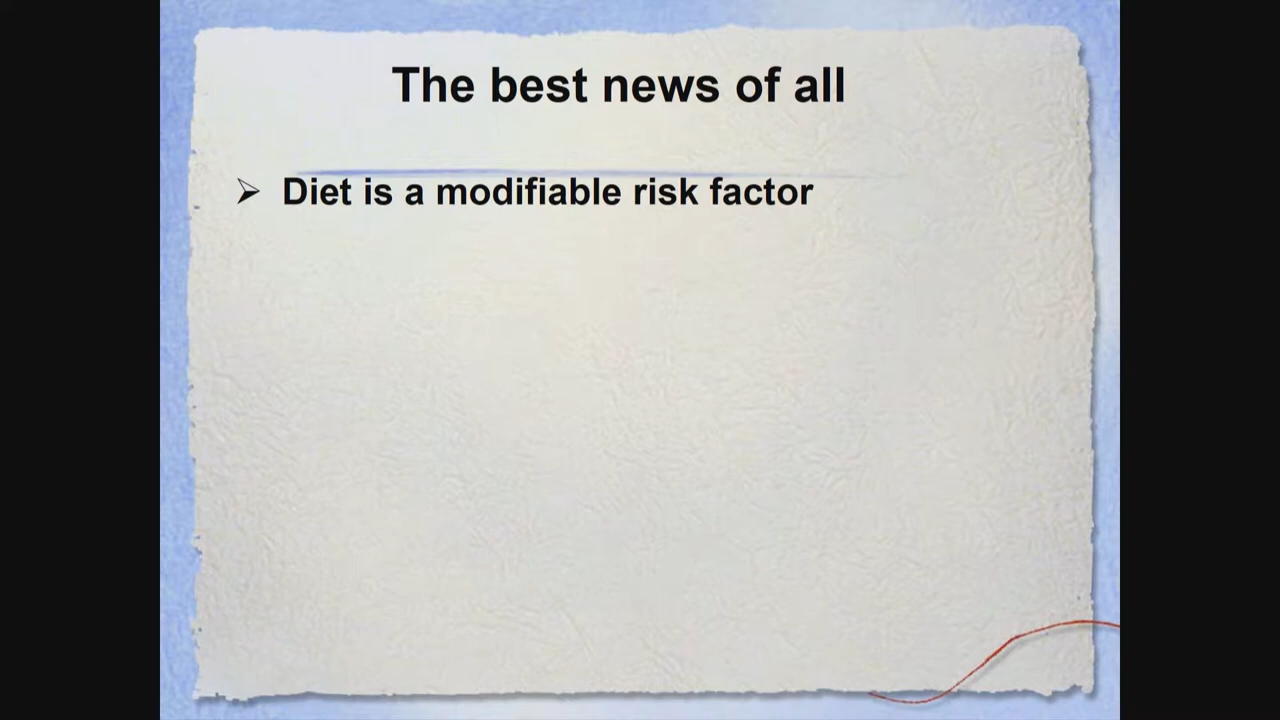 The best news of all
➢ Diet is a modifiable risk factor